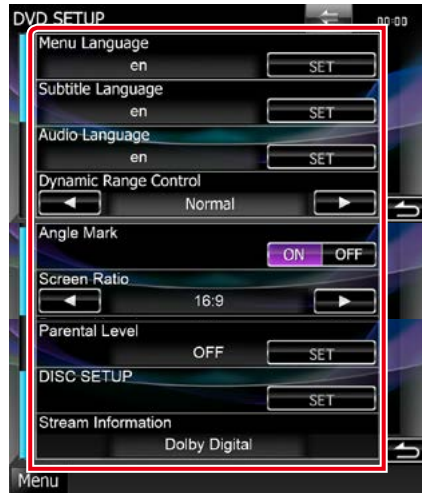 DVD SETUP
00:00
Menu Language
en SET
Subtitle Language
en SET
Audio Language
en SET
Dynamic Range Control
Normal
Angle Mark
ON OFF
Screen Ratio
16:9
Parental Level
OFF SET
DISC SETUP
SET
Stream Information
Dolby Digital
Menu